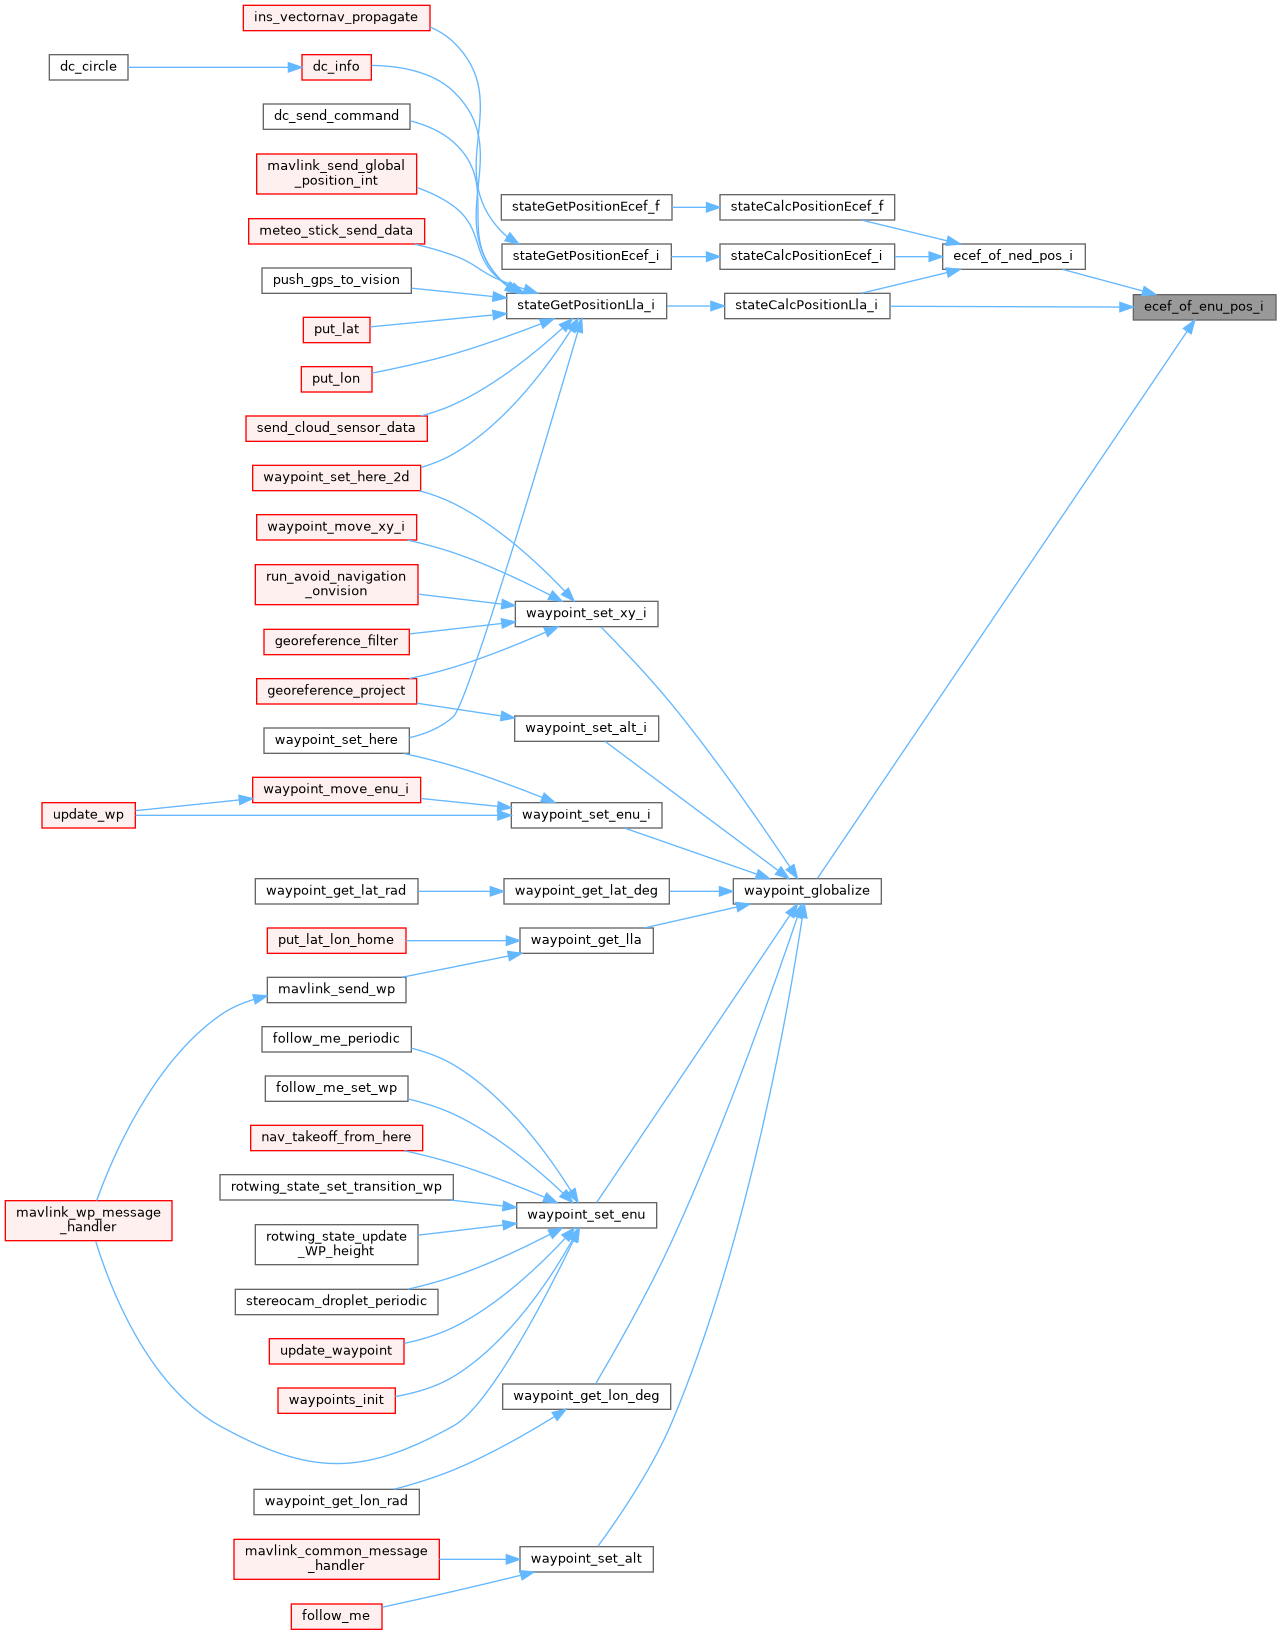 ins_vectornav_propagate
dc_circle
dc_info
dc_send_command
mavlink_send_global
_position_int
stateGetPositionEcef_f
stateCalcPositionEcef_f
meteo_stick_send_data
stateGetPositionEcef_i
stateCalcPositionEcef_i
ecef_of_ned_pos_i
push_gps_to_vision
stateGetPositionLla_i
stateCalcPositionLla_i
ecef_of_enu_pos_i
put_lat
put_lon
send_cloud_sensor_data
waypoint_set_here_2d
waypoint_move_xy_i
run_avoid_navigation
_onvision
waypoint_set_xy_i
georeference_filter
georeference_project
waypoint_set_alt_i
waypoint_set_here
waypoint_move_enu_i
update_wp
waypoint_set_enu_i
waypoint_get_lat_rad
waypoint_get_lat_deg
waypoint_globalize
put_lat_lon_home
waypoint_get_lla
mavlink_send_wp
follow_me_periodic
follow_me_set_wp
nav_takeoff_from_here
rotwing_state_set_transition_wp
mavlink_wp_message
_handler
waypoint_set_enu
rotwing_state_update
_WP_height
stereocam_droplet_periodic
update_waypoint
waypoints_init
waypoint_get_lon_deg
waypoint_get_lon_rad
mavlink_common_message
_handler
waypoint_set_alt
follow_me